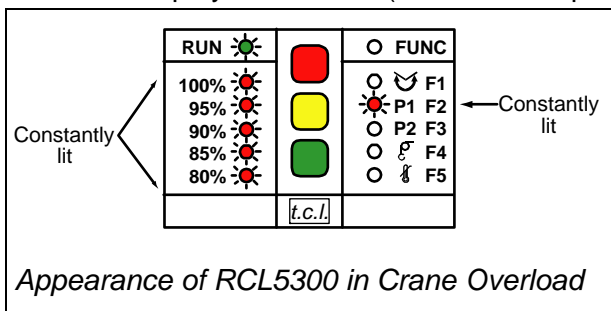 RUN
FUNC
100%
95%
90%
85%
80%
F1
P1 F2
P2 F3
F4
F5
Constantly
lit
Constantly
lit
t.c.l.
Appearance of RCL5300 in Crane Overload